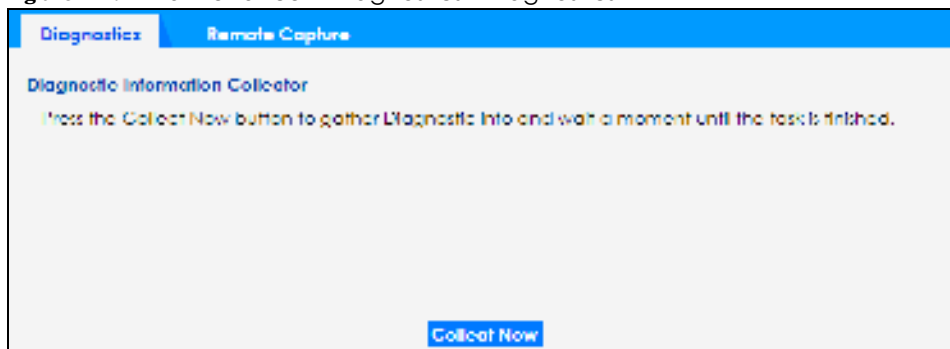 Diagnostics Remote Capture
Diagnostic Information Collector
Press the Collect Now button to gather Diagnostic Info and wait a moment until the task is finished.
Collect Now